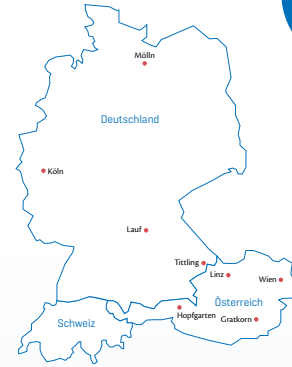 Mölln
Deutschland
Köln
Lauf
Tittling
Linz
Wien
Österreich
Hopfgarten
Gratkorn
Schweiz